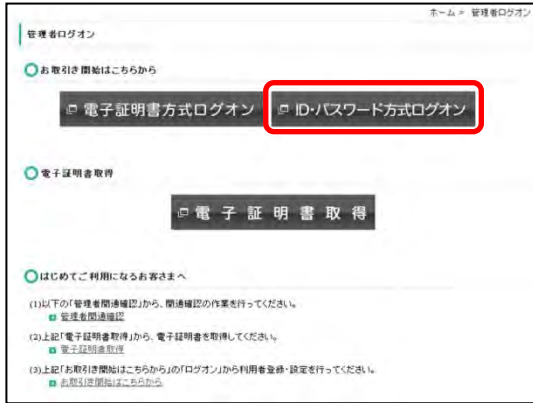 ホーム > 管理者ログオン
管理者ログオン
お取引き開始はこちらから
電子証明書方式ログオン
ID・パスワード方式ログオン
電子証明書取得
電子証明書取得
はじめてご利用になるお客さまへ
(1)以下の「管理者開通確認」から、開通確認の作業を行ってください。
管理者開通確認
(2)上記「電子証明書取得」から、電子証明書を取得してください。
電子証明書取得
(3)上記「お取引き開始はこちらから」の「ログオン」から利用者登録・設定を行ってください。
お取引き開始はこちらから